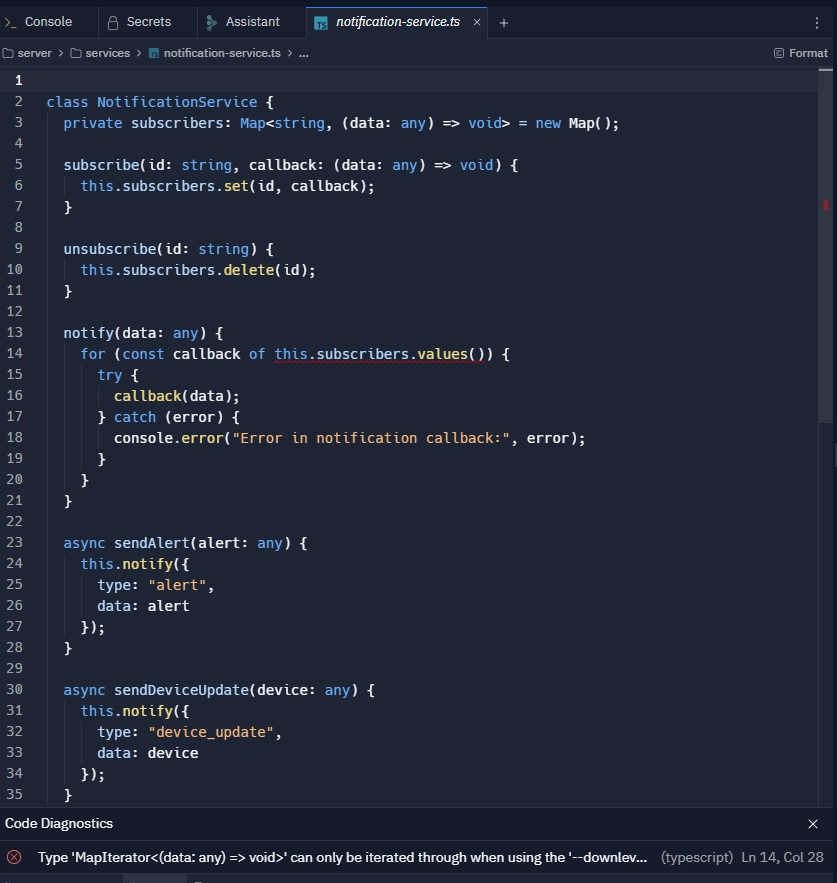 >_ Console Secrets Assistant TS notification-service.ts × +
server > services > TS notification-service.ts > ... Format
1
2 class NotificationService {
3   private subscribers: Map<string, (data: any) => void> = new Map();
4
5   subscribe(id: string, callback: (data: any) => void) {
6     this.subscribers.set(id, callback);
7   }
8
9   unsubscribe(id: string) {
10     this.subscribers.delete(id);
11   }
12
13   notify(data: any) {
14     for (const callback of this.subscribers.values()) {
15       try {
16         callback(data);
17       } catch (error) {
18         console.error("Error in notification callback:", error);
19       }
20     }
21   }
22
23   async sendAlert(alert: any) {
24     this.notify({
25       type: "alert",
26       data: alert
27     });
28   }
29
30   async sendDeviceUpdate(device: any) {
31     this.notify({
32       type: "device_update",
33       data: device
34     });
35   }
Code Diagnostics ×
Type 'MapIterator<(data: any) => void>' can only be iterated through when using the '--downlev... (typescript) Ln 14, Col 28